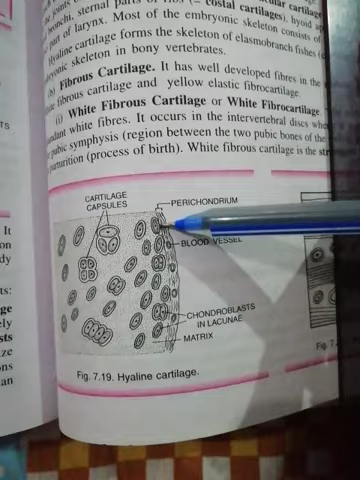 costal cartilages), hyoid
bronchi, sternal parts of ribs
part of larynx. Most of the embryonic skeleton consists of
Hyaline cartilage forms the skeleton of elasmobranch fishes
skeleton in bony vertebrates.
(b) Fibrous Cartilage. It has well developed fibres in the
fibrous cartilage and yellow elastic fibrocartilage.
(i) White Fibrous Cartilage or White Fibrocartilage
white fibres. It occurs in the intervertebral discs
pubic symphysis (region between the two pubic bones of the
parturition (process of birth). White fibrous cartilage is the
CARTILAGE
CAPSULES
PERICHONDRIUM
BLOOD VESSEL
CHONDROBLASTS
IN LACUNAE
MATRIX
Fig. 7.19. Hyaline cartilage.
Fig. 7.
It
on
dy
ts:
ge
ely
sts
ze
ns
an